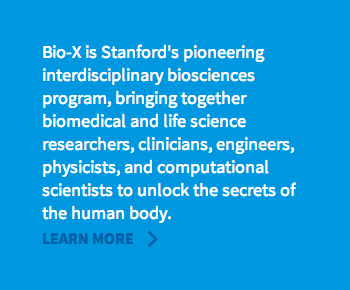 Bio-X is Stanford's pioneering
interdisciplinary biosciences
program, bringing together
biomedical and life science
researchers, clinicians, engineers,
physicists, and computational
scientists to unlock the secrets of
the human body.
LEARN MORE